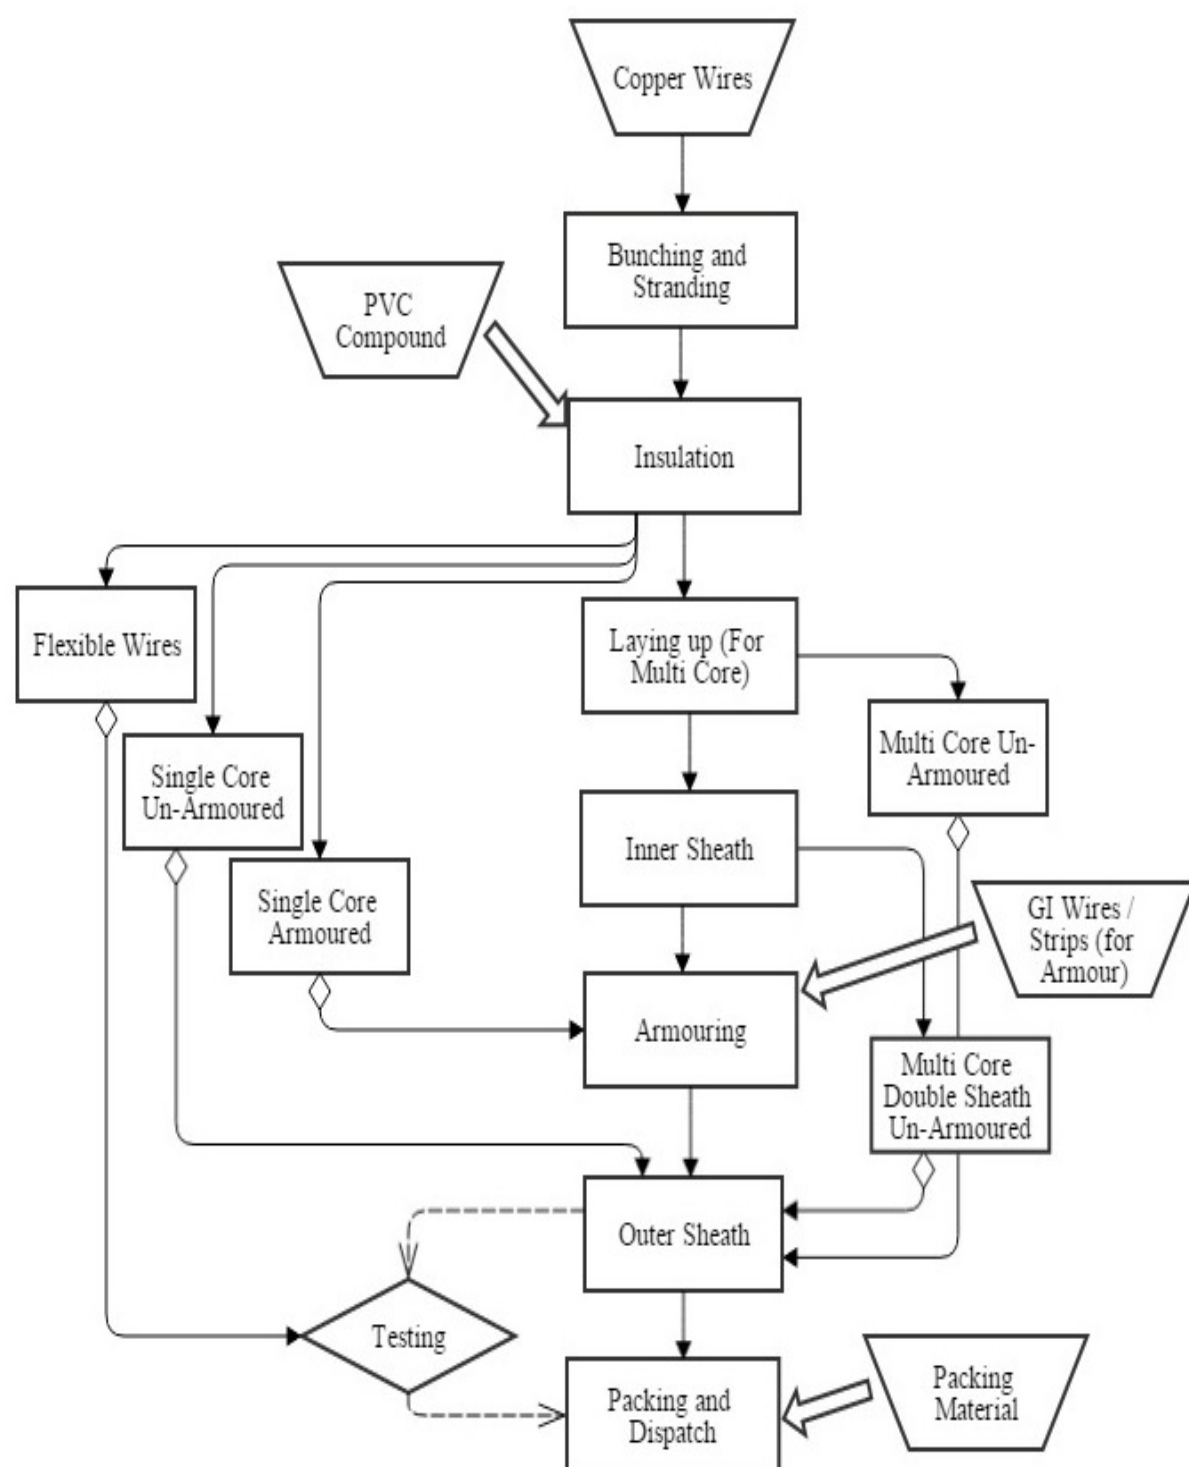 Copper Wires
Bunching and
Stranding
PVC
Compound
Insulation
Flexible Wires
Laying up (For
Multi Core)
Multi Core Un-
Armoured
Single Core
Un-Armoured
Inner Sheath
Single Core
Armoured
GI Wires /
Strips (for
Armour)
Armouring
Multi Core
Double Sheath
Un-Armoured
Outer Sheath
Testing
Packing and
Dispatch
Packing
Material